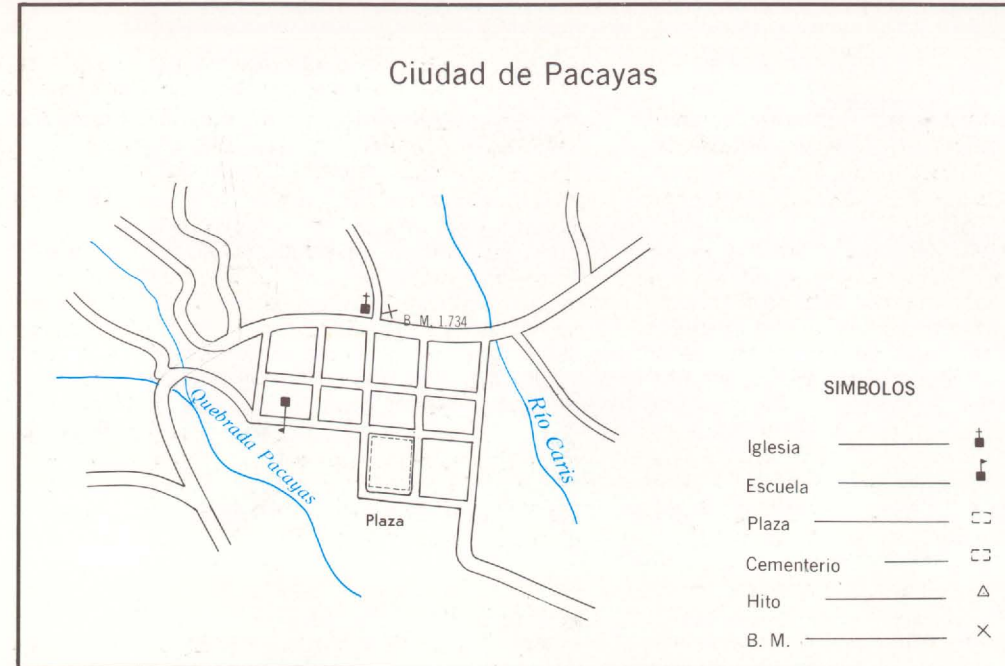 Ciudad de Pacayas
B. M. 1.734
Quebrada Pacayas
Río Caris
Plaza
SIMBOLOS
Iglesia
Escuela
Plaza
Cementerio
Hito
B. M.